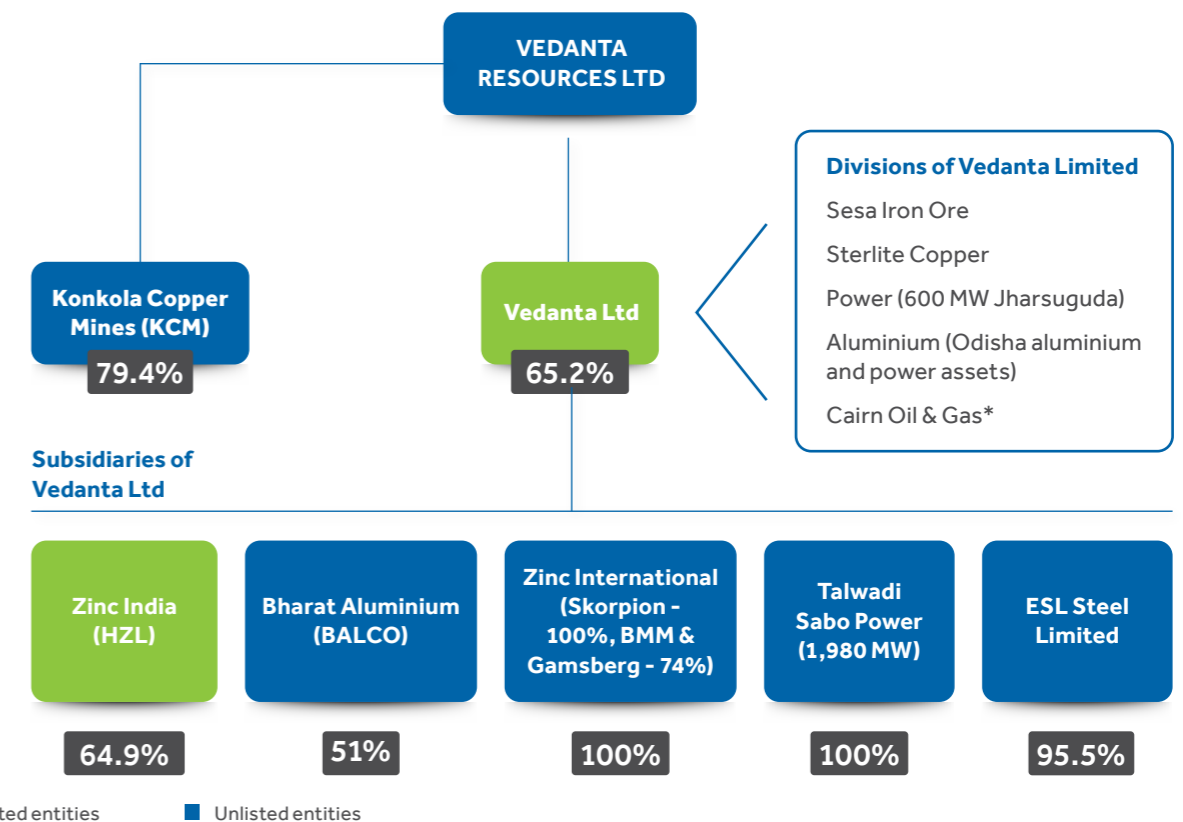 VEDANTA
RESOURCES LTD
Divisions of Vedanta Limited
Sesa Iron Ore
Sterlite Copper
Power (600 MW Jharsuguda)
Aluminium (Odisha aluminium
and power assets)
Cairn Oil & Gas*
Konkola Copper
Mines (KCM)
79.4%
Vedanta Ltd
65.2%
Subsidiaries of
Vedanta Ltd
Zinc India
(HZL)
64.9%
Bharat Aluminium
(BALCO)
51%
Zinc International
(Skorpion -
100%, BMM &
Gamsberg - 74%)
100%
Talwadi
Sabo Power
(1,980 MW)
100%
ESL Steel
Limited
95.5%
ted entities
Unlisted entities